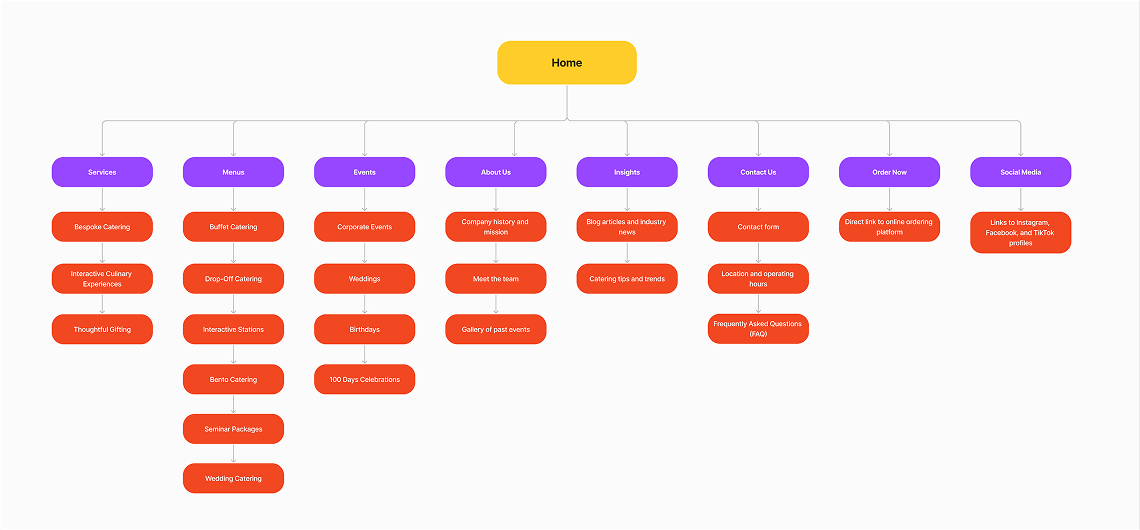 Home
Services
Menus
Events
About Us
Insights
Contact Us
Order Now
Social Media
Bespoke Catering
Interactive Culinary
Experiences
Thoughtful Gifting
Buffet Catering
Drop-Off Catering
Interactive Stations
Bento Catering
Seminar Packages
Wedding Catering
Corporate Events
Weddings
Birthdays
100 Days Celebrations
Company history and
mission
Meet the team
Gallery of past events
Blog articles and industry
news
Catering tips and trends
Contact form
Location and operating
hours
Frequently Asked Questions
(FAQ)
Direct link to online ordering
platform
Links to Instagram,
Facebook, and TikTok
profiles